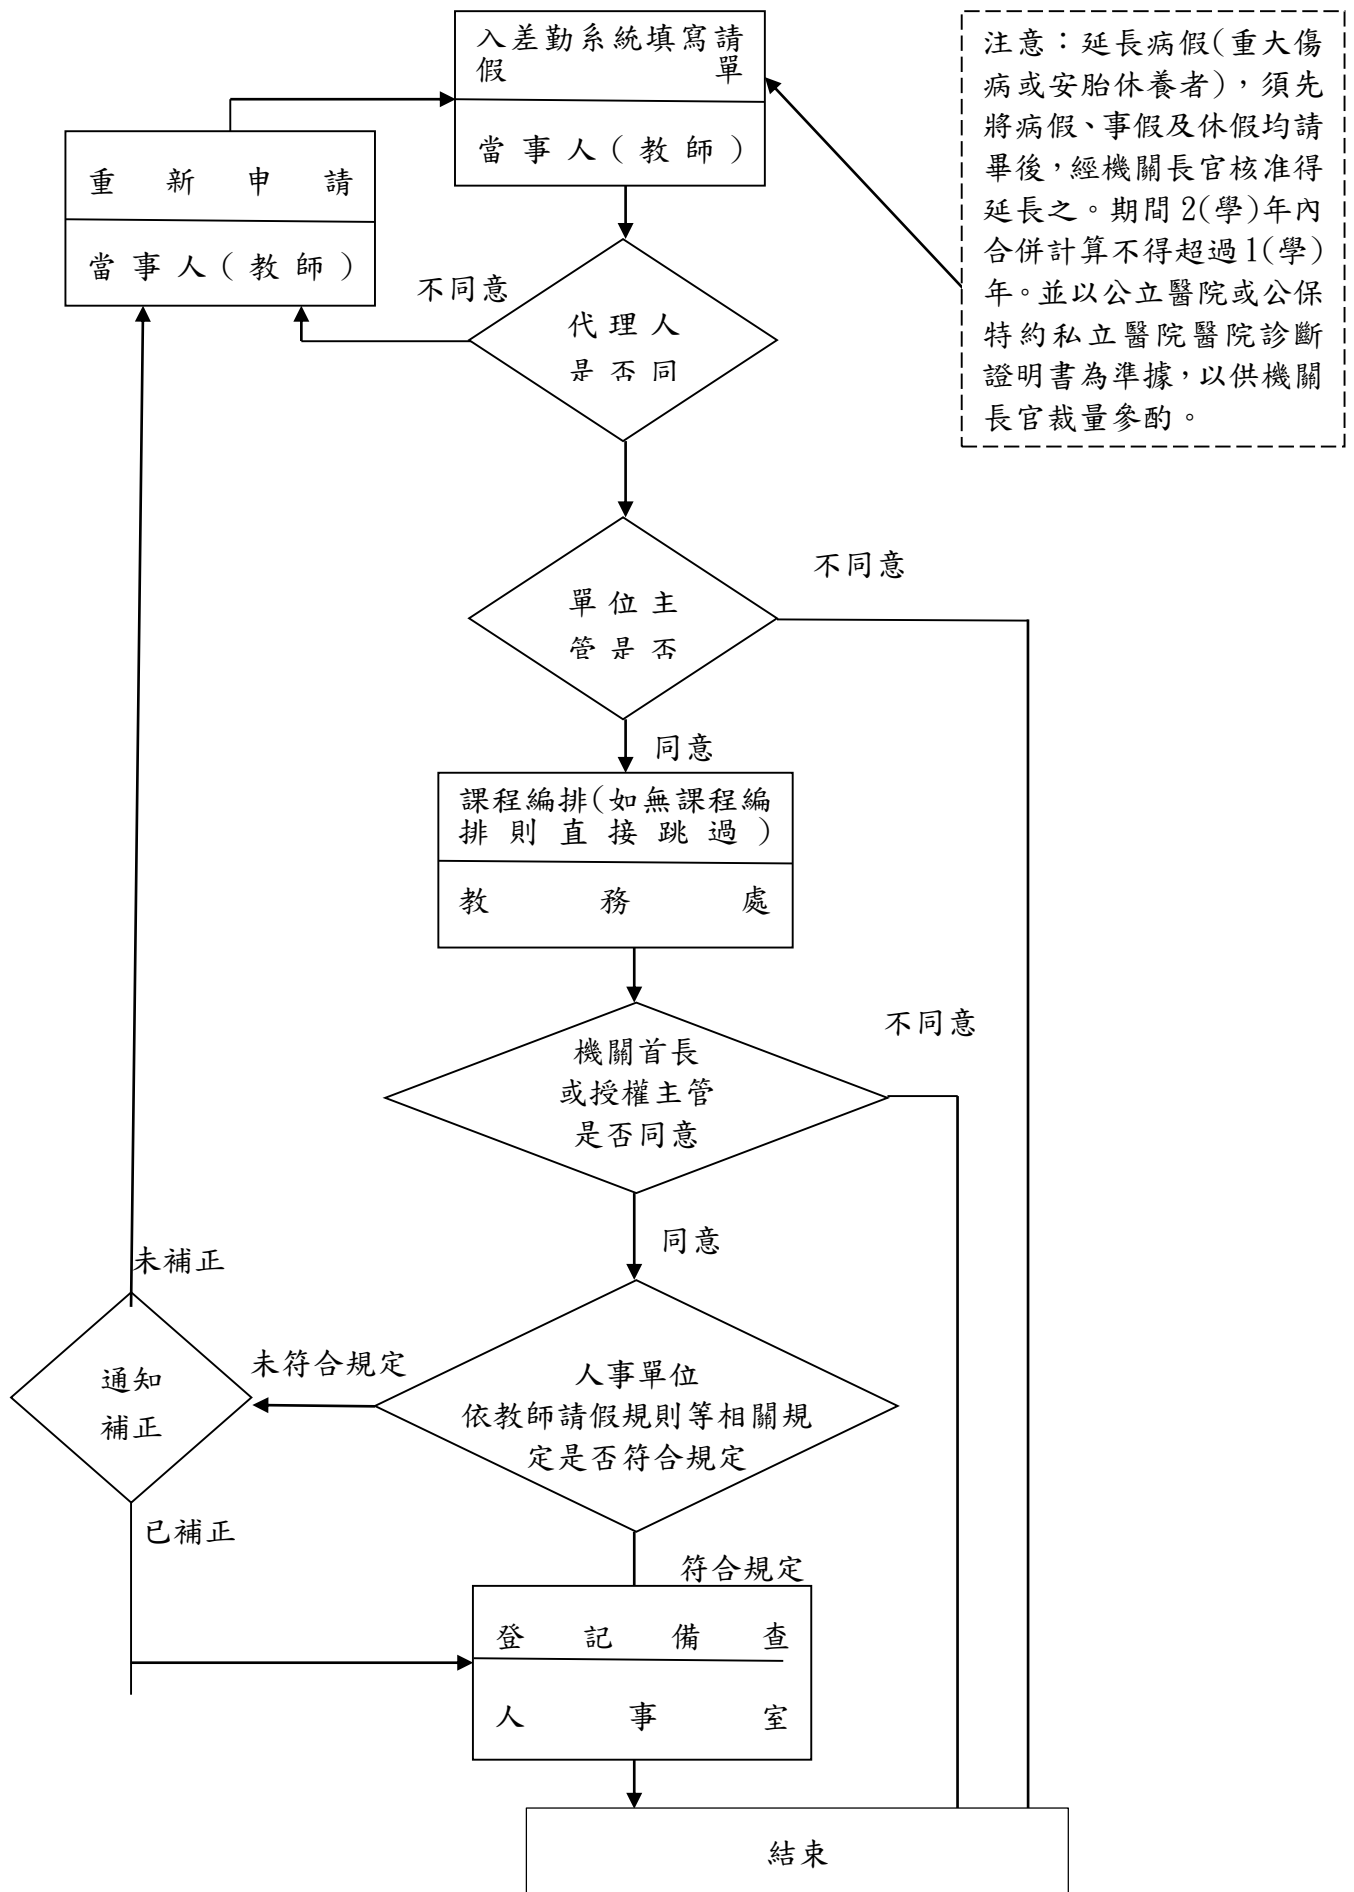 入差勤系統填寫請
假單
當事人(教師)
注意：延長病假(重大傷
病或安胎休養者)，須先
將病假、事假及休假均請
畢後，經機關長官核准得
延長之。期間2(學)年內
合併計算不得超過1(學)
年。並以公立醫院或公保
特約私立醫院醫院診斷
證明書為準據，以供機關
長官裁量參酌。
重新申請
當事人(教師)
不同意
代理人
是否同
不同意
單位主
管是否
同意
課程編排(如無課程編
排則直接跳過)
教務處
不同意
機關首長
或授權主管
是否同意
同意
未補正
通知
補正
未符合規定
人事單位
依教師請假規則等相關規
定是否符合規定
已補正
符合規定
登記備查
人事室
結束